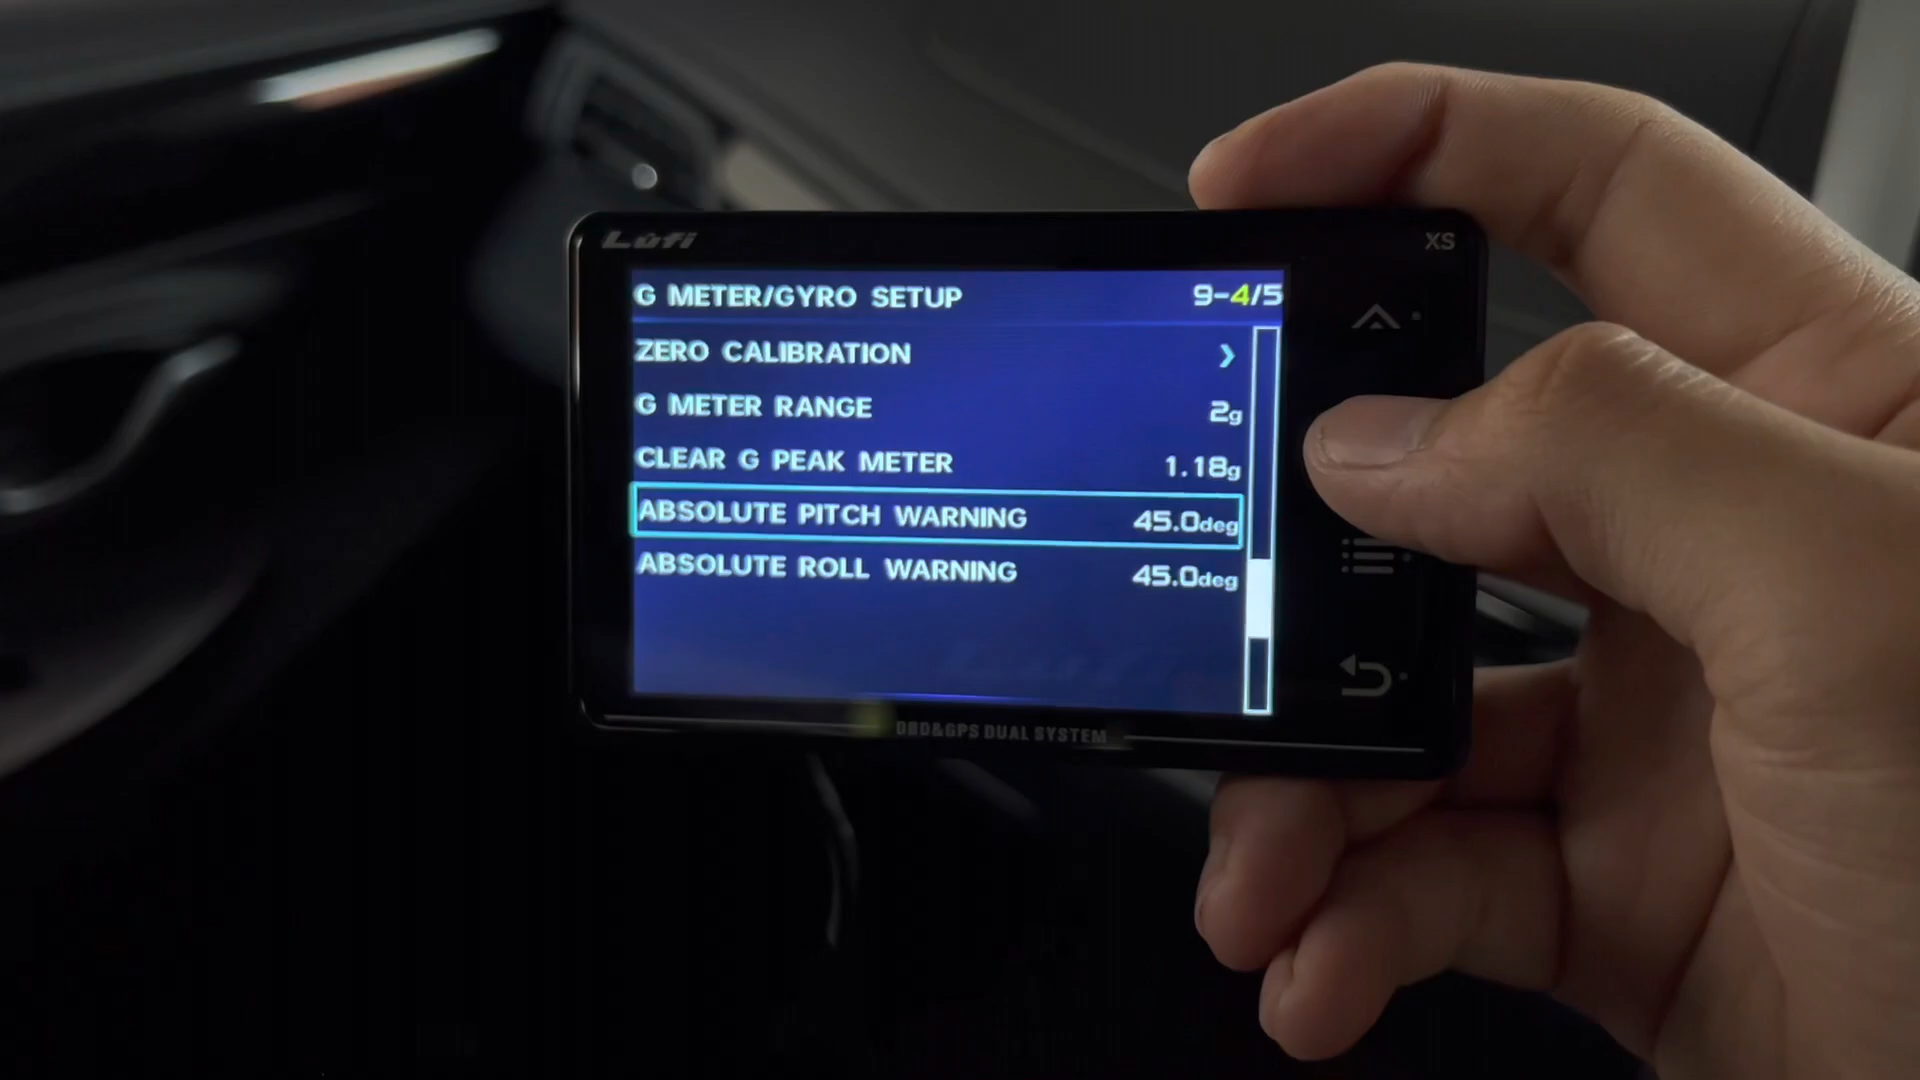 Lufi
XS
G METER/GYRO SETUP 9-4/5
ZERO CALIBRATION ❯
G METER RANGE 2g
CLEAR G PEAK METER 1.18g
ABSOLUTE PITCH WARNING 45.0deg
ABSOLUTE ROLL WARNING 45.0deg
OBD&GPS DUAL SYSTEM